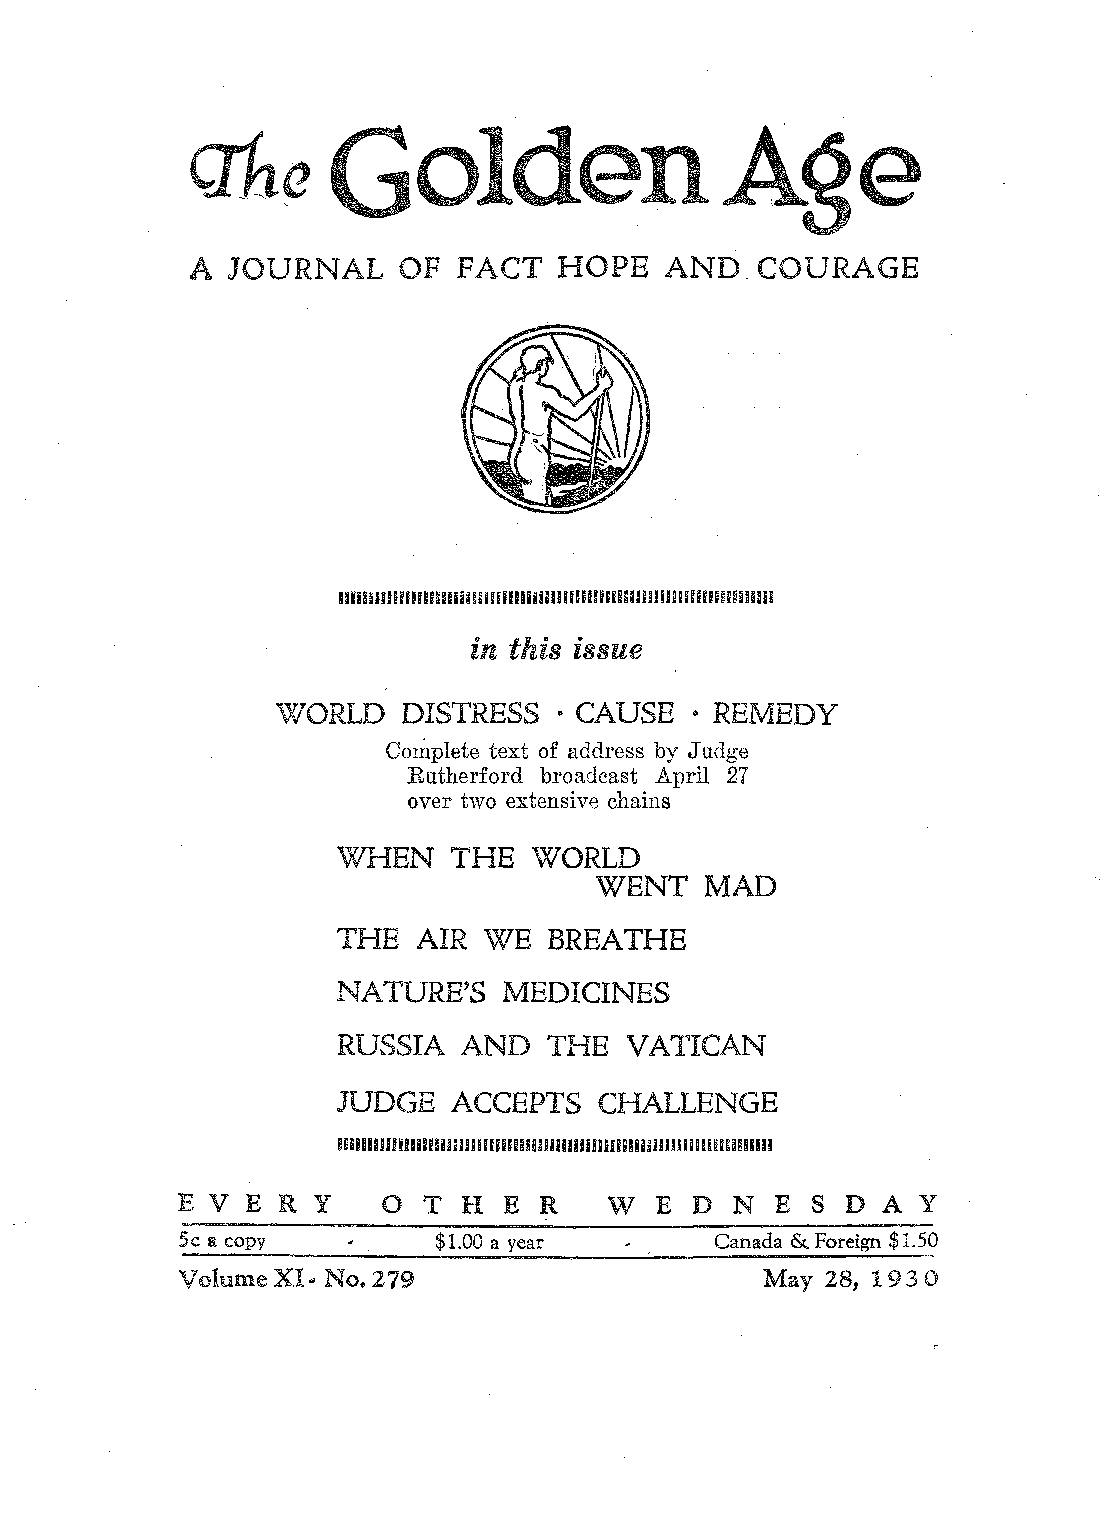 The Golden Age
A JOURNAL OF FACT HOPE AND COURAGE
in this issue
WORLD DISTRESS · CAUSE · REMEDY
Complete text of address by Judge
Rutherford broadcast April 27
over two extensive chains
WHEN THE WORLD
WENT MAD
THE AIR WE BREATHE
NATURE'S MEDICINES
RUSSIA AND THE VATICAN
JUDGE ACCEPTS CHALLENGE
EVERY OTHER WEDNESDAY
5c a copy - $1.00 a year - Canada & Foreign $1.50
Volume XI - No. 279 May 28, 1930